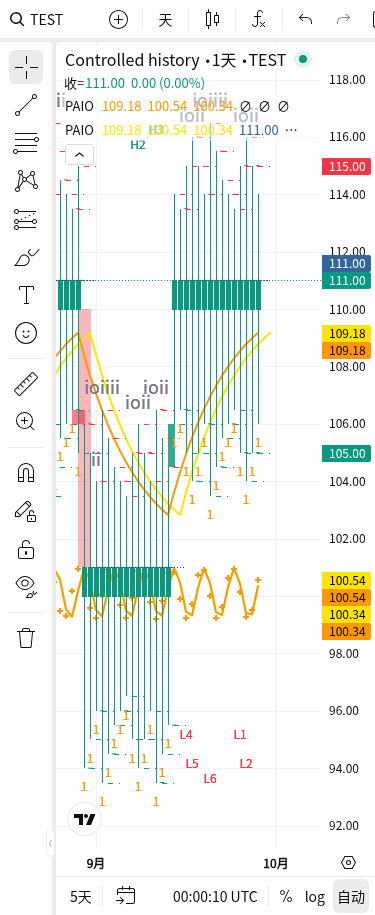 TEST
天
Controlled history •1天 •TEST
收=111.00 0.00 (0.00%)
PAIO 109.18 100.54 100.34 ∅ ∅ ∅
PAIO 109.18 100.54 100.34 111.00 ···
ii
ioiiii
ioii
ioii
H3
H2
118.00
116.00
115.00
114.00
112.00
111.00
111.00
110.00
109.18
109.18
108.00
106.00
105.00
104.00
102.00
100.54
100.54
100.34
100.34
98.00
96.00
94.00
92.00
ioiiii
ioii
ioii
ii
L4
L1
L5
L2
L6
9月
10月
5天
00:00:10 UTC
%
log
自动